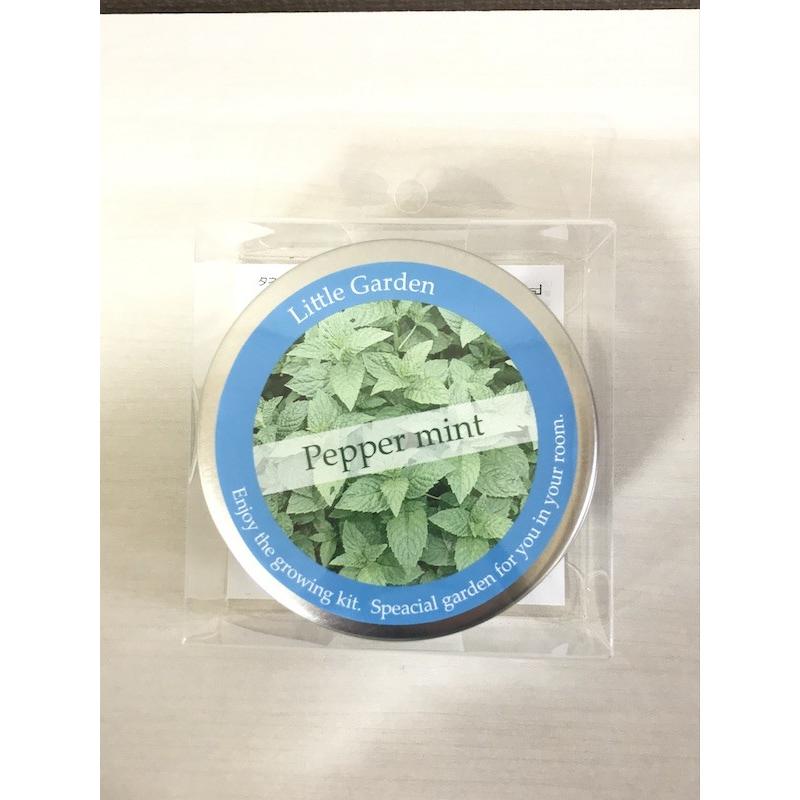 Little Garden
Pepper mint
Enjoy the growing kit. Speacial garden for you in your room.